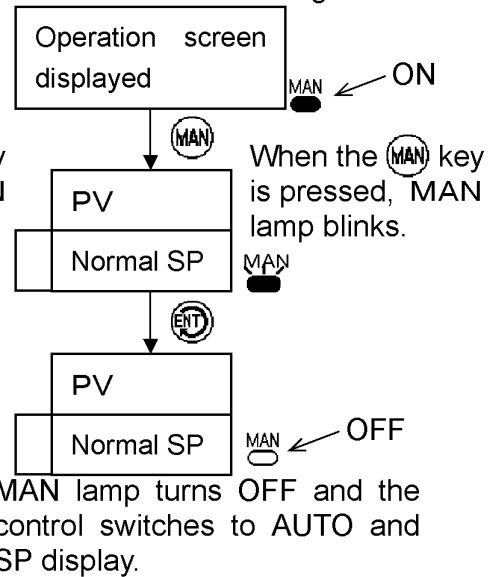 Operation screen
displayed
MAN
ON
MAN
When the MAN key
is pressed, MAN
lamp blinks.
PV
Normal SP
MAN
ENT
PV
Normal SP
MAN
OFF
MAN lamp turns OFF and the
control switches to AUTO and
SP display.